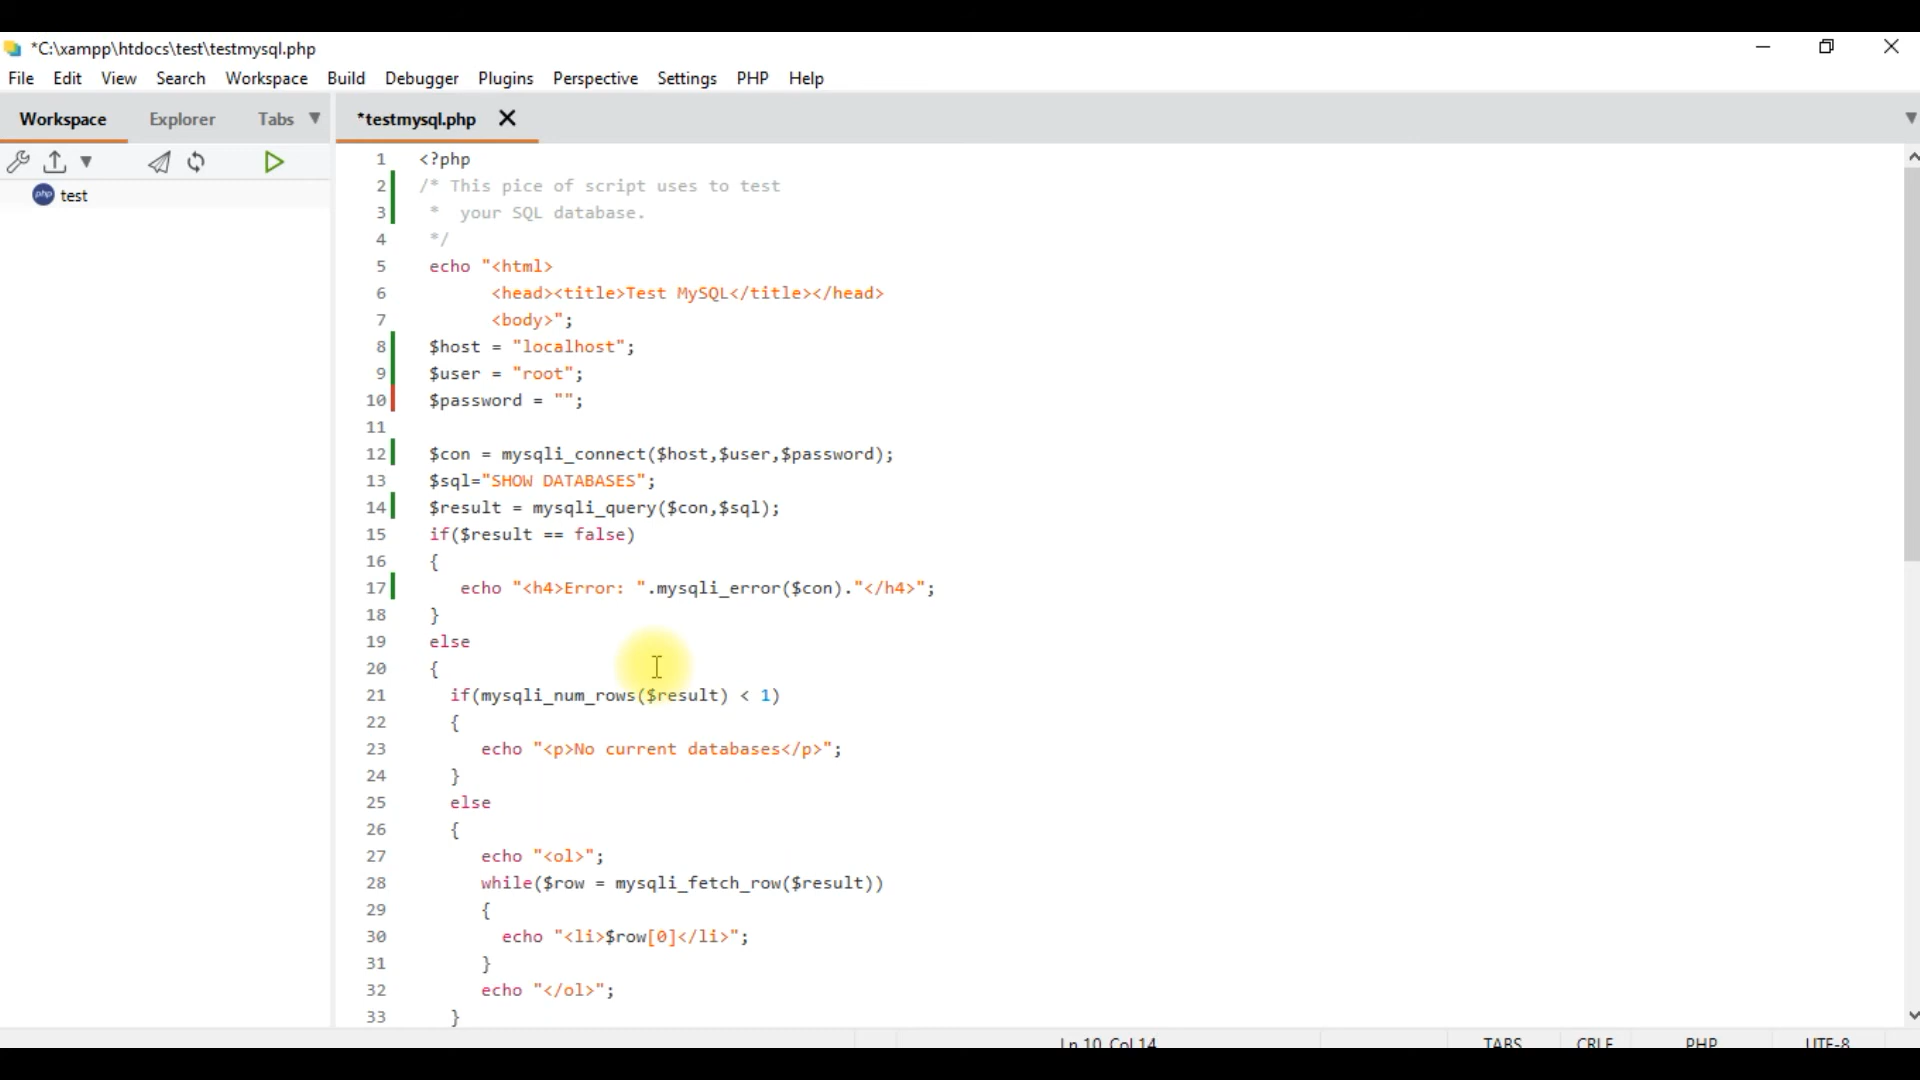 *C:\xampp\htdocs\test\testmysql.php
File Edit View Search Workspace Build Debugger Plugins Perspective Settings PHP Help
Workspace Explorer Tabs *testmysql.php
php test
1 <?php
2 /* This pice of script uses to test
3 * your SQL database.
4 */
5 echo "<html>
6 <head><title>Test MySQL</title></head>
7 <body>";
8 $host = "localhost";
9 $user = "root";
10 $password = "";
11
12 $con = mysqli_connect($host,$user,$password);
13 $sql="SHOW DATABASES";
14 $result = mysqli_query($con,$sql);
15 if($result == false)
16 {
17 echo "<h4>Error: ".mysqli_error($con)."</h4>";
18 }
19 else
20 {
21 if(mysqli_num_rows($result) < 1)
22 {
23 echo "<p>No current databases</p>";
24 }
25 else
26 {
27 echo "<ol>";
28 while($row = mysqli_fetch_row($result))
29 {
30 echo "<li>$row[0]</li>";
31 }
32 echo "</ol>";
33 }
Ln 10, Col 14 TABS CRLF PHP UTF-8